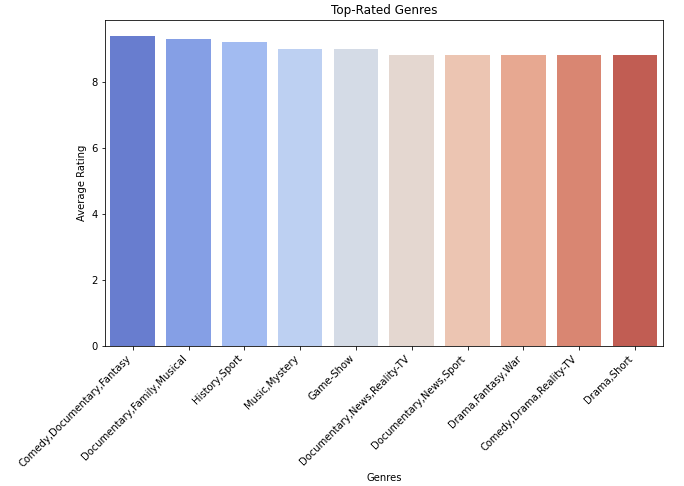 Top-Rated Genres
Average Rating
8
6
4
2
0
Comedy,Documentary,Fantasy
Documentary,Family,Musical
History,Sport
Music,Mystery
Game-Show
Documentary,News,Reality-TV
Documentary,News,Sport
Drama,Fantasy,War
Comedy,Drama,Reality-TV
Drama,Short
Genres